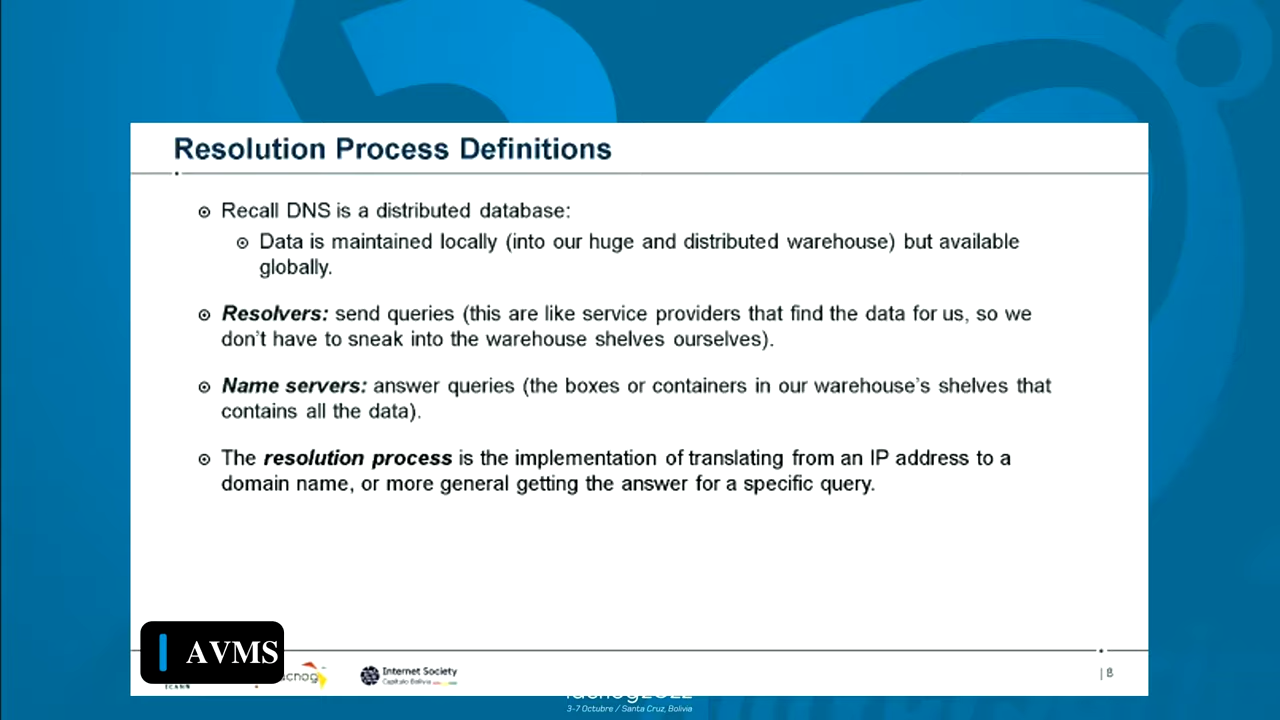 Resolution Process Definitions
Recall DNS is a distributed database:
Data is maintained locally (into our huge and distributed warehouse) but available
globally.
Resolvers: send queries (this are like service providers that find the data for us, so we
don't have to sneak into the warehouse shelves ourselves).
Name servers: answer queries (the boxes or containers in our warehouse's shelves that
contains all the data).
The resolution process is the implementation of translating from an IP address to a
domain name, or more general getting the answer for a specific query.
AVMS
ICANN
Internet Society
Capítulo Bolivia
| 8
3-7 Octubre / Santa Cruz, Bolivia